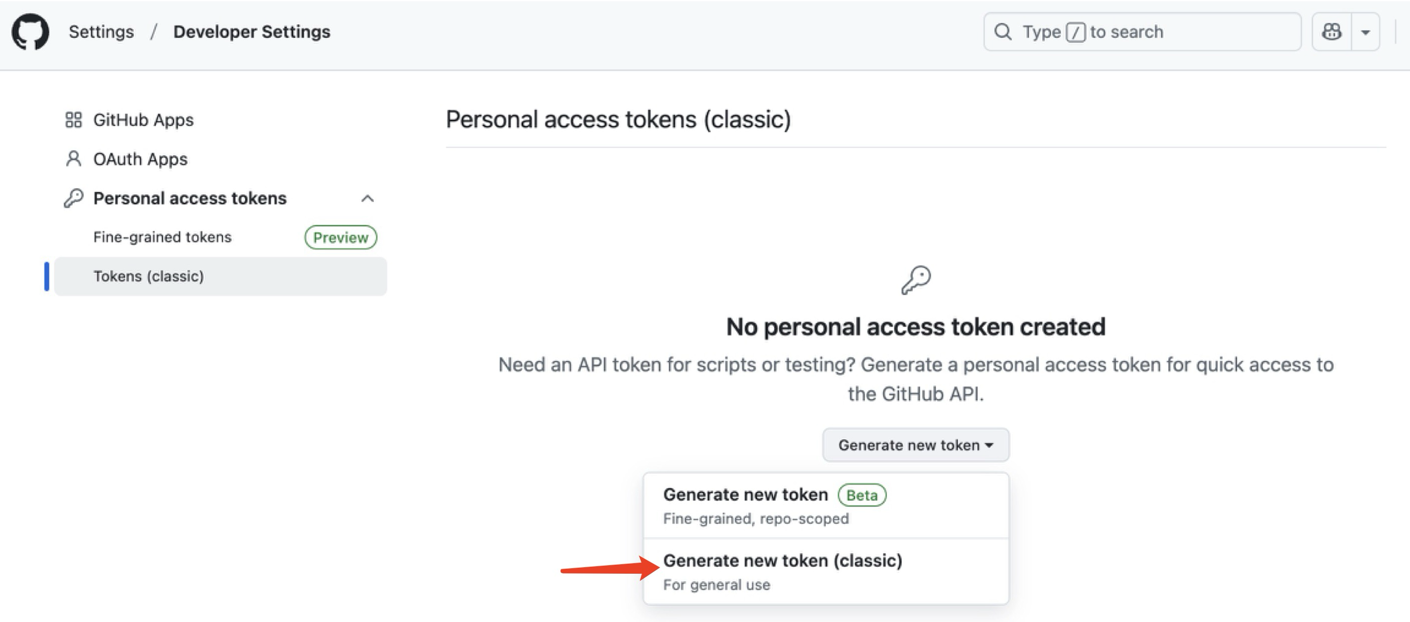 Settings / Developer Settings
Type / to search
GitHub Apps
OAuth Apps
Personal access tokens
Fine-grained tokens Preview
Tokens (classic)
Personal access tokens (classic)
No personal access token created
Need an API token for scripts or testing? Generate a personal access token for quick access to
the GitHub API.
Generate new token
Generate new token Beta
Fine-grained, repo-scoped
Generate new token (classic)
For general use